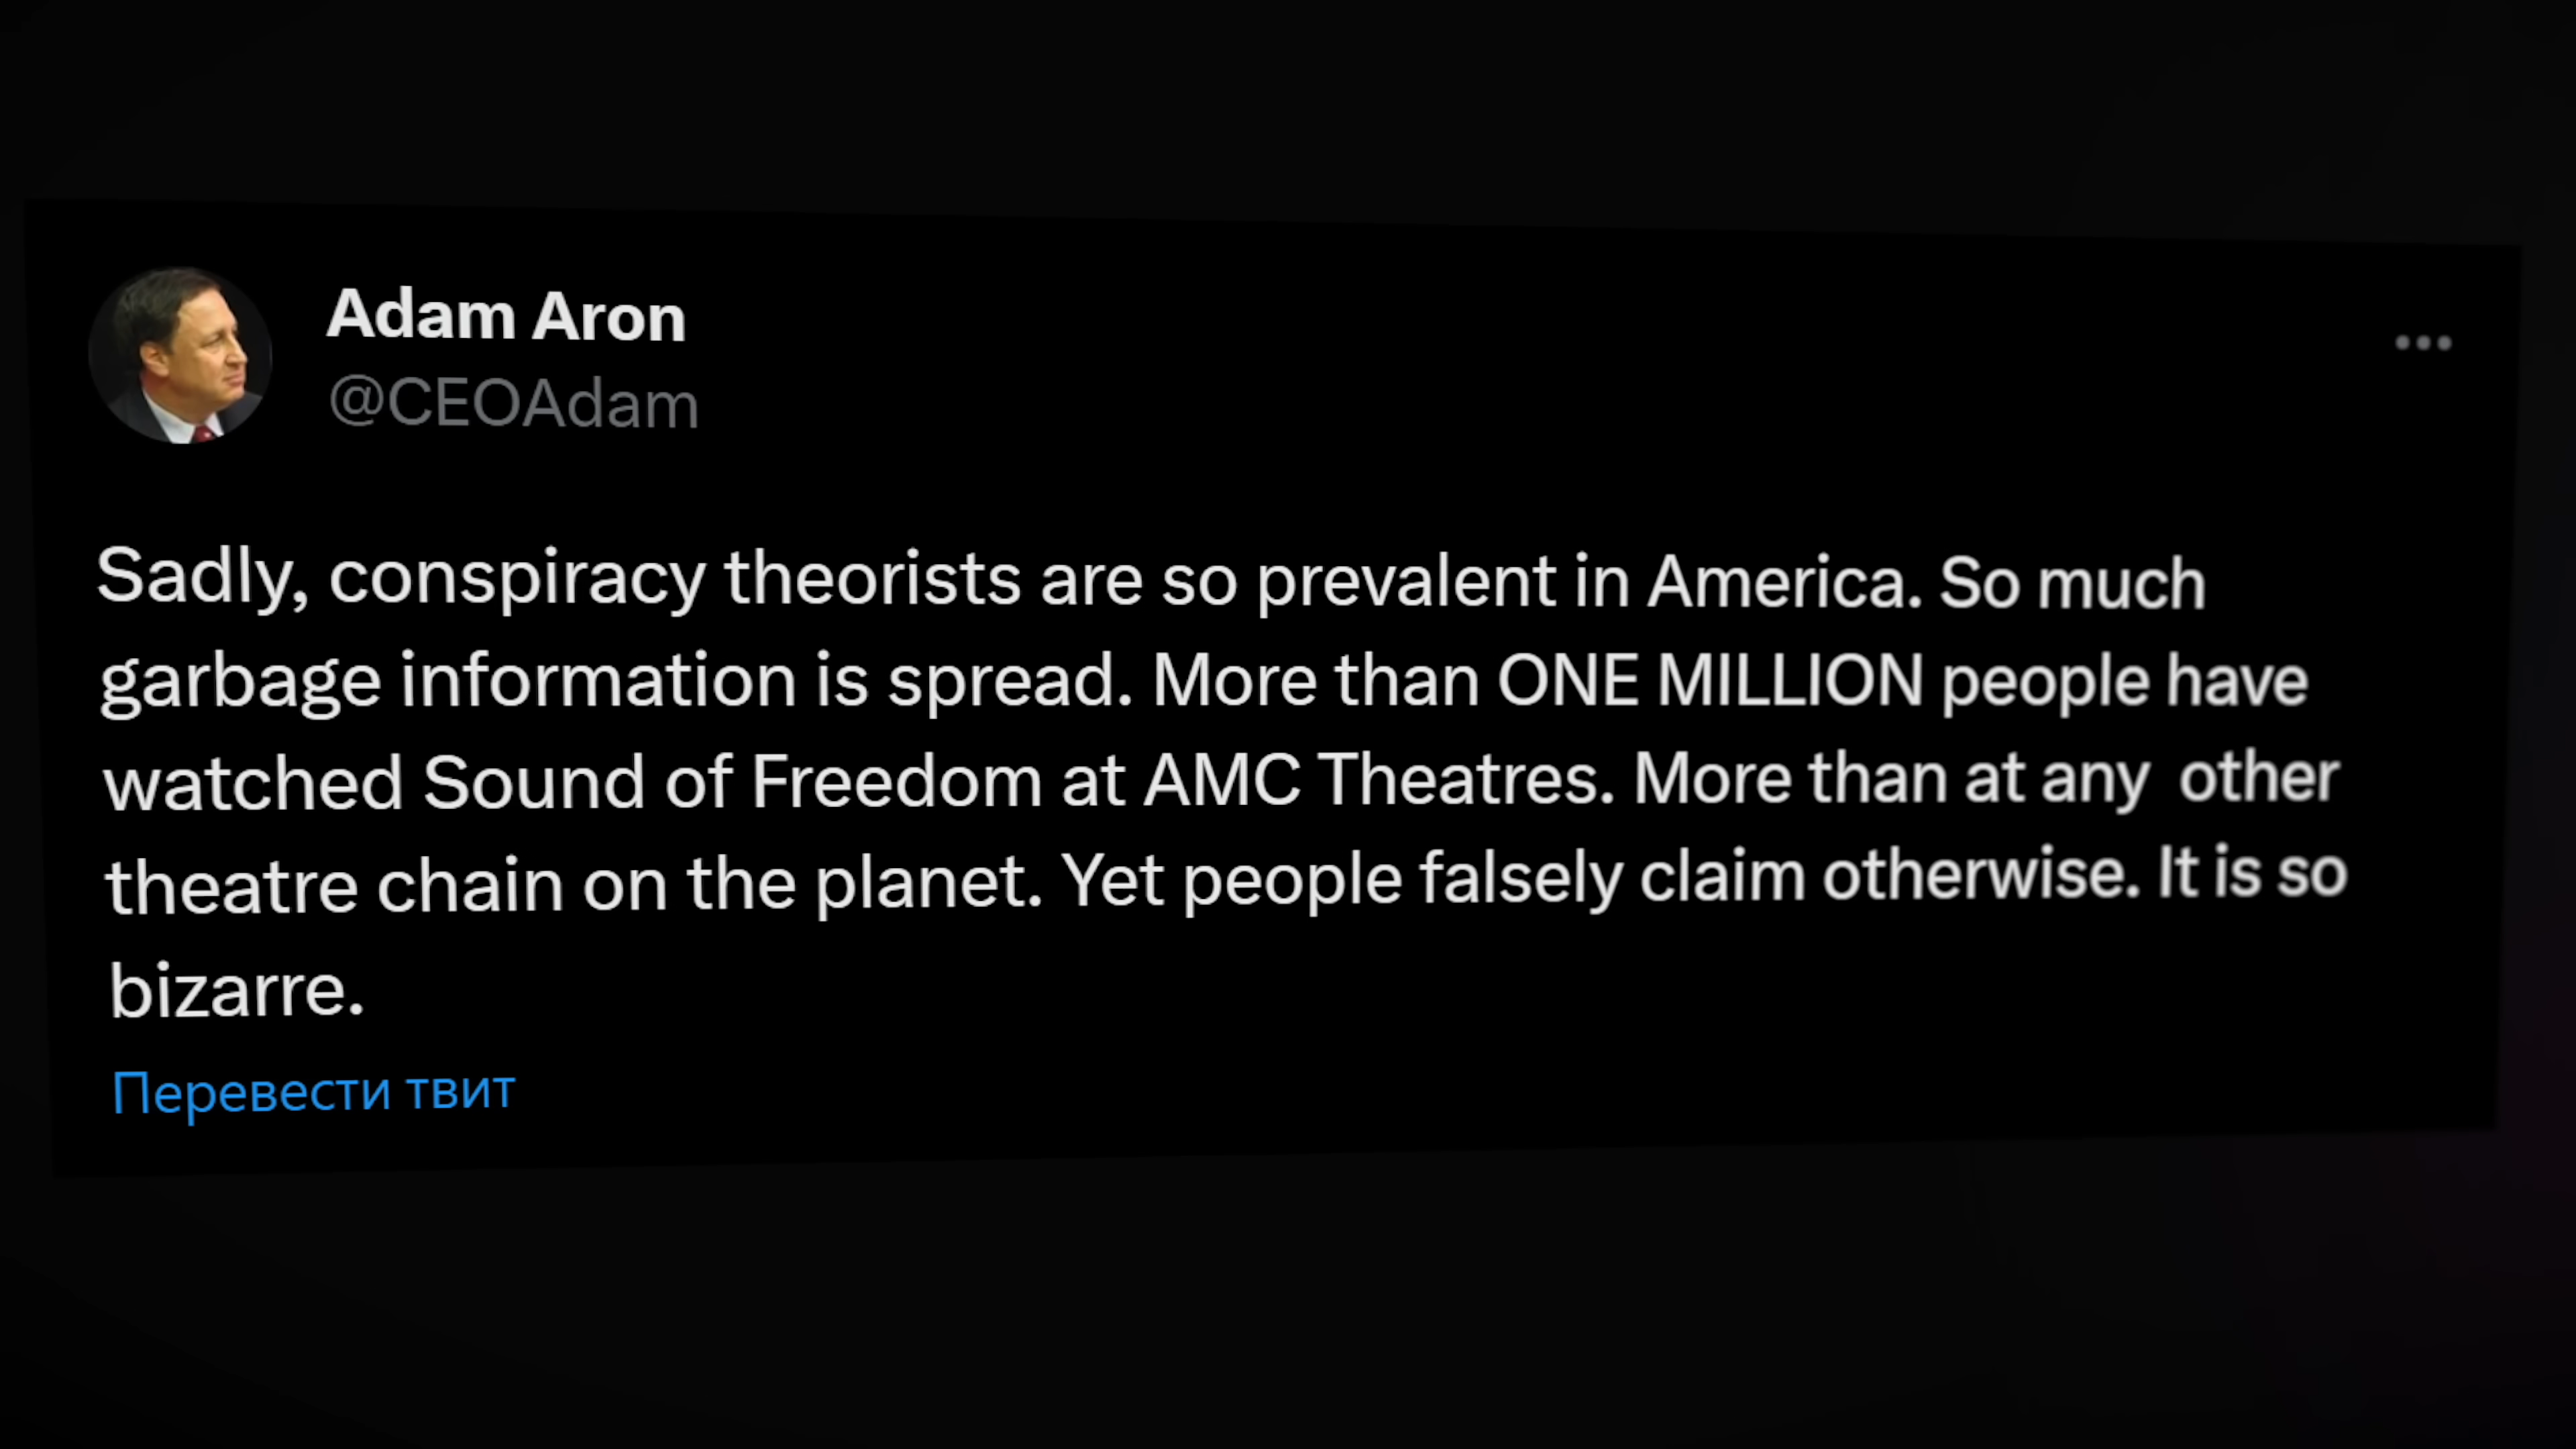 Adam Aron
@CEOAdam
Sadly, conspiracy theorists are so prevalent in America. So much
garbage information is spread. More than ONE MILLION people have
watched Sound of Freedom at AMC Theatres. More than at any other
theatre chain on the planet. Yet people falsely claim otherwise. It is so
bizarre.
Перевести твит